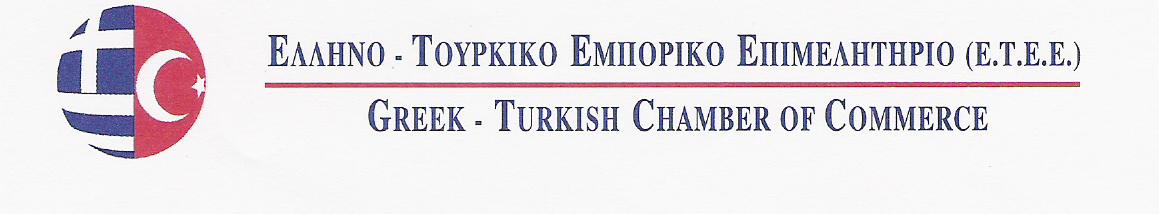 ΕΛΛΗΝΟ - ΤΟΥΡΚΙΚΟ ΕΜΠΟΡΙΚΟ ΕΠΙΜΕΛΗΤΗΡΙΟ (Ε.Τ.Ε.Ε.)
GREEK - TURKISH CHAMBER OF COMMERCE